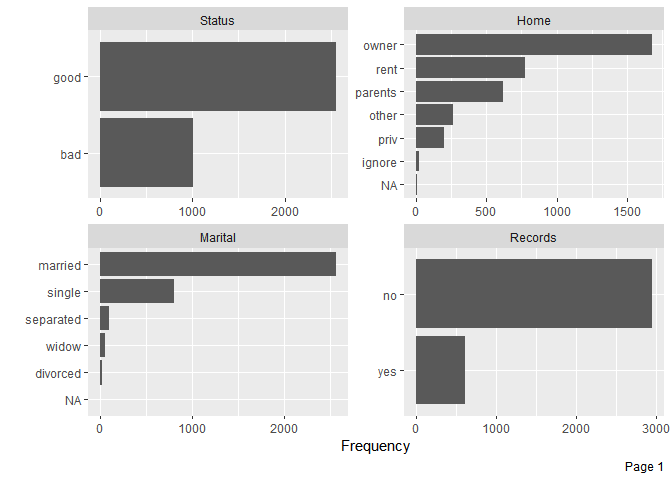 Status
good
bad
0 1000 2000
Home
owner
rent
parents
other
priv
ignore
NA
0 500 1000 1500
Marital
married
single
separated
widow
divorced
NA
0 1000 2000
Records
no
yes
0 1000 2000 3000
Frequency
Page 1